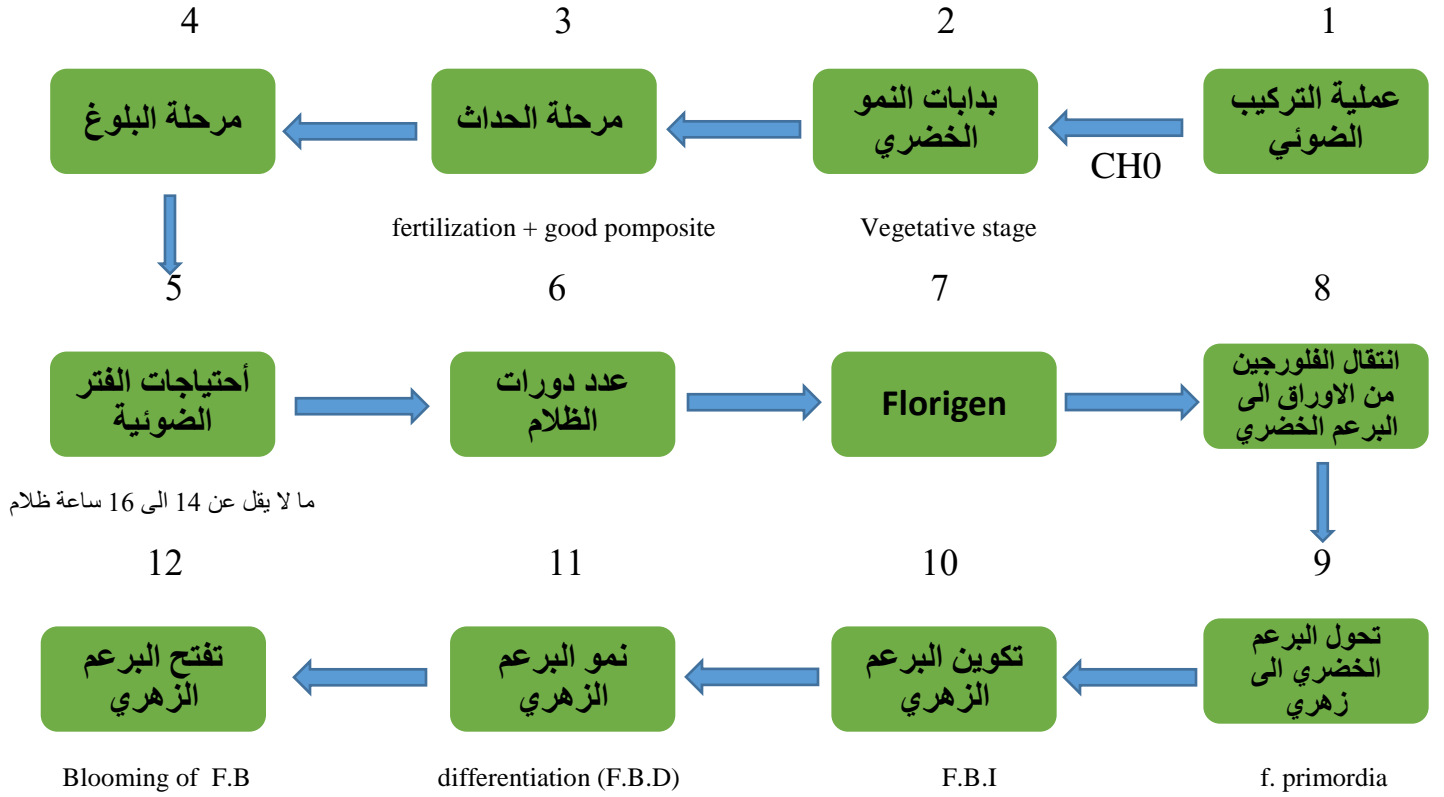 1
عملية التركيب
الضوئي
CH0
2
بدابات النمو
الخضري
Vegetative stage
3
مرحلة الحداث
fertilization + good pomposite
4
مرحلة البلوغ
5
أحتياجات الفتر
الضوئية
ما لا يقل عن 14 الى 16 ساعة ظلام
6
عدد دورات
الظلام
7
Florigen
8
انتقال الفلورجين
من الاوراق الى
البرعم الخضري
9
تحول البرعم
الخضري الى
زهري
f. primordia
10
تكوين البرعم
الزهري
F.B.I
11
نمو البرعم
الزهري
differentiation (F.B.D)
12
تفتح البرعم
الزهري
Blooming of F.B